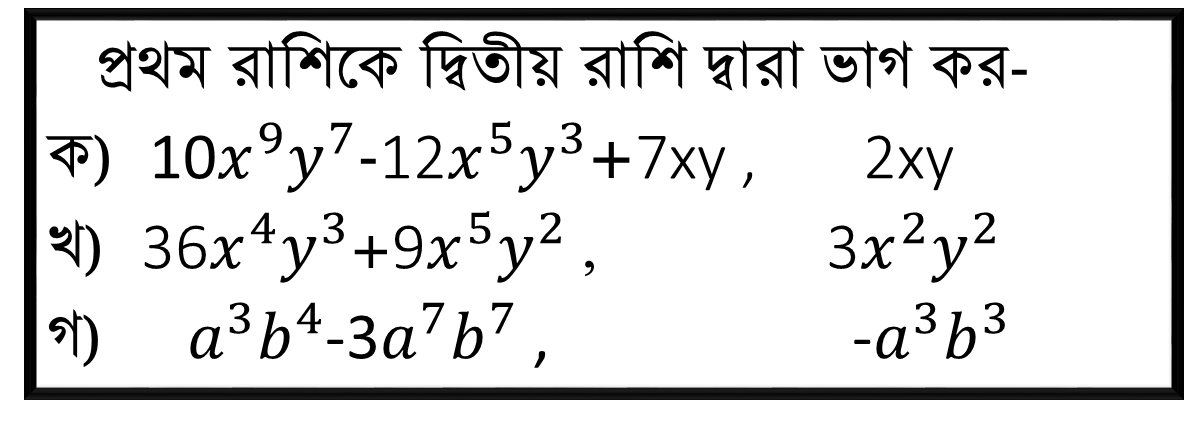 প্রথম রাশিকে দ্বিতীয় রাশি দ্বারা ভাগ কর-
ক) 10x⁹y⁷-12x⁵y³+7xy , 2xy
খ) 36x⁴y³+9x⁵y² , 3x²y²
গ) a³b⁴-3a⁷b⁷ , -a³b³